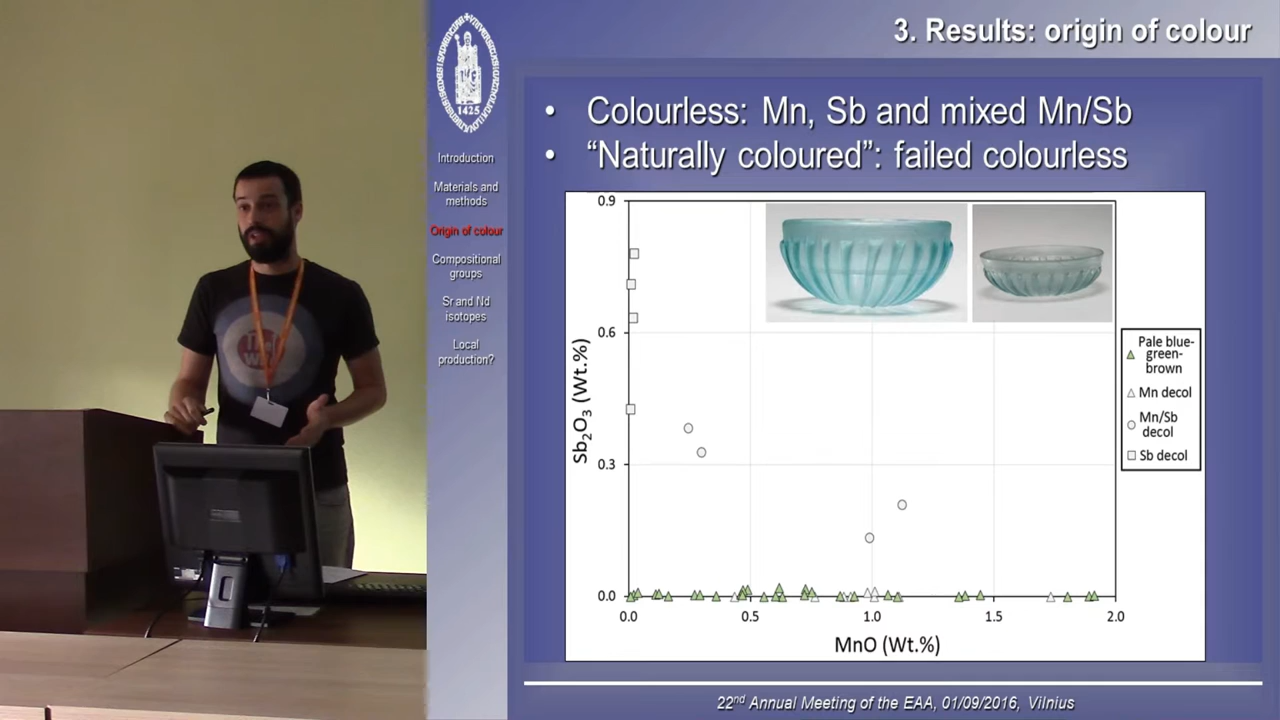 3. Results: origin of colour
1425
Introduction
Materials and
methods
Origin of colour
Compositional
groups
Sr and Nd
isotopes
Local
production?
• Colourless: Mn, Sb and mixed Mn/Sb
• “Naturally coloured”: failed colourless
0.9
0.6
0.3
0.0
Sb₂O₃ (Wt.%)
0.0 0.5 1.0 1.5 2.0
MnO (Wt.%)
Pale blue-
green-
brown
Mn decol
Mn/Sb
decol
Sb decol
22nd Annual Meeting of the EAA, 01/09/2016, Vilnius